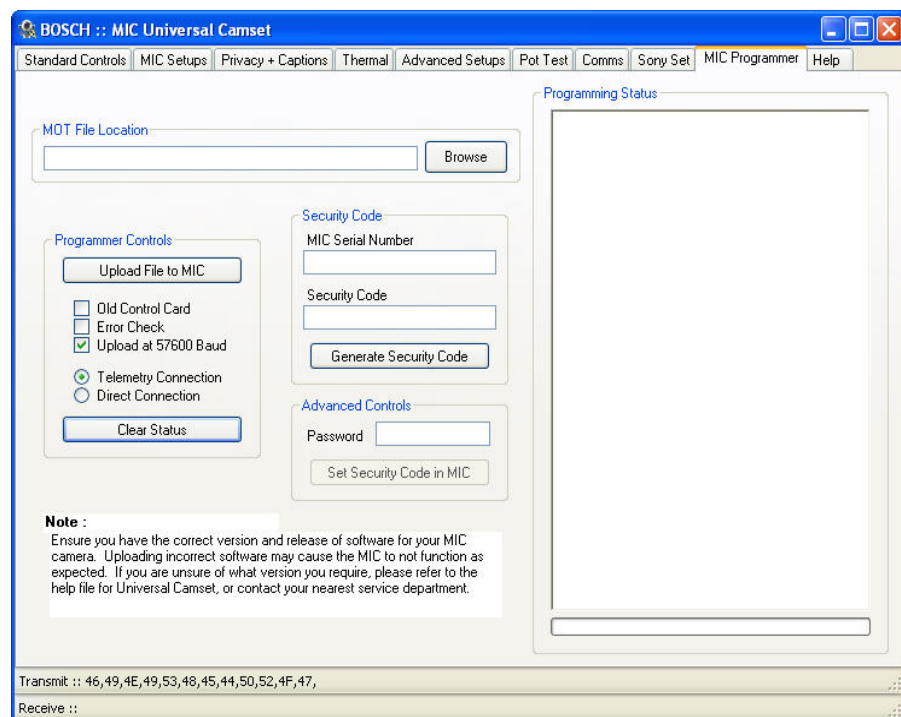 BOSCH :: MIC Universal Camset
Standard Controls MIC Setups Privacy + Captions Thermal Advanced Setups Pot Test Comms Sony Set MIC Programmer Help
MOT File Location
Browse
Programmer Controls
Upload File to MIC
Old Control Card
Error Check
Upload at 57600 Baud
Telemetry Connection
Direct Connection
Clear Status
Security Code
MIC Serial Number
Security Code
Generate Security Code
Advanced Controls
Password
Set Security Code in MIC
Note :
Ensure you have the correct version and release of software for your MIC
camera. Uploading incorrect software may cause the MIC to not function as
expected. If you are unsure of what version you require, please refer to the
help file for Universal Camset, or contact your nearest service department.
Programming Status
Transmit :: 46,49,4E,49,53,48,45,44,50,52,4F,47,
Receive ::